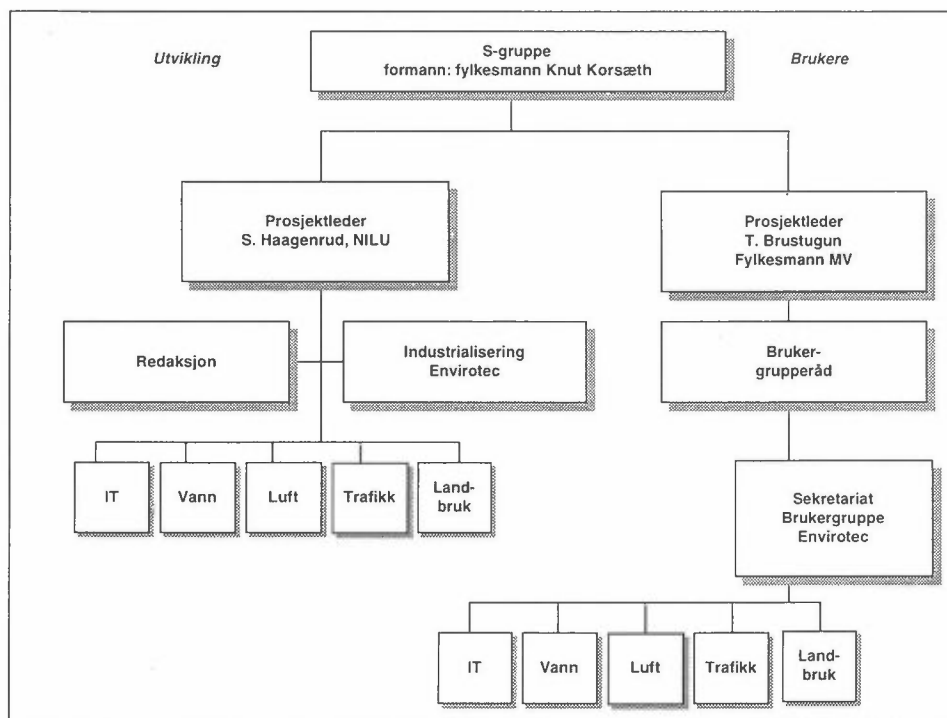 Utvikling
S-gruppe
formann: fylkesmann Knut Korsæth
Brukere
Prosjektleder
S. Haagenrud, NILU
Prosjektleder
T. Brustugun
Fylkesmann MV
Redaksjon
Industrialisering
Envirotec
Bruker-
grupperåd
IT
Vann
Luft
Trafikk
Land-
bruk
Sekretariat
Brukergruppe
Envirotec
IT
Vann
Luft
Trafikk
Land-
bruk